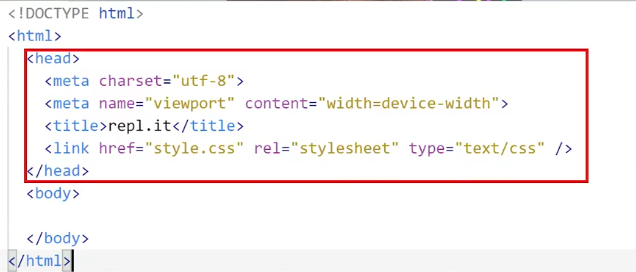 <!DOCTYPE html>
<html>
<head>
<meta charset="utf-8">
<meta name="viewport" content="width=device-width">
<title>repl.it</title>
<link href="style.css" rel="stylesheet" type="text/css" />
</head>
<body>
</body>
</html>